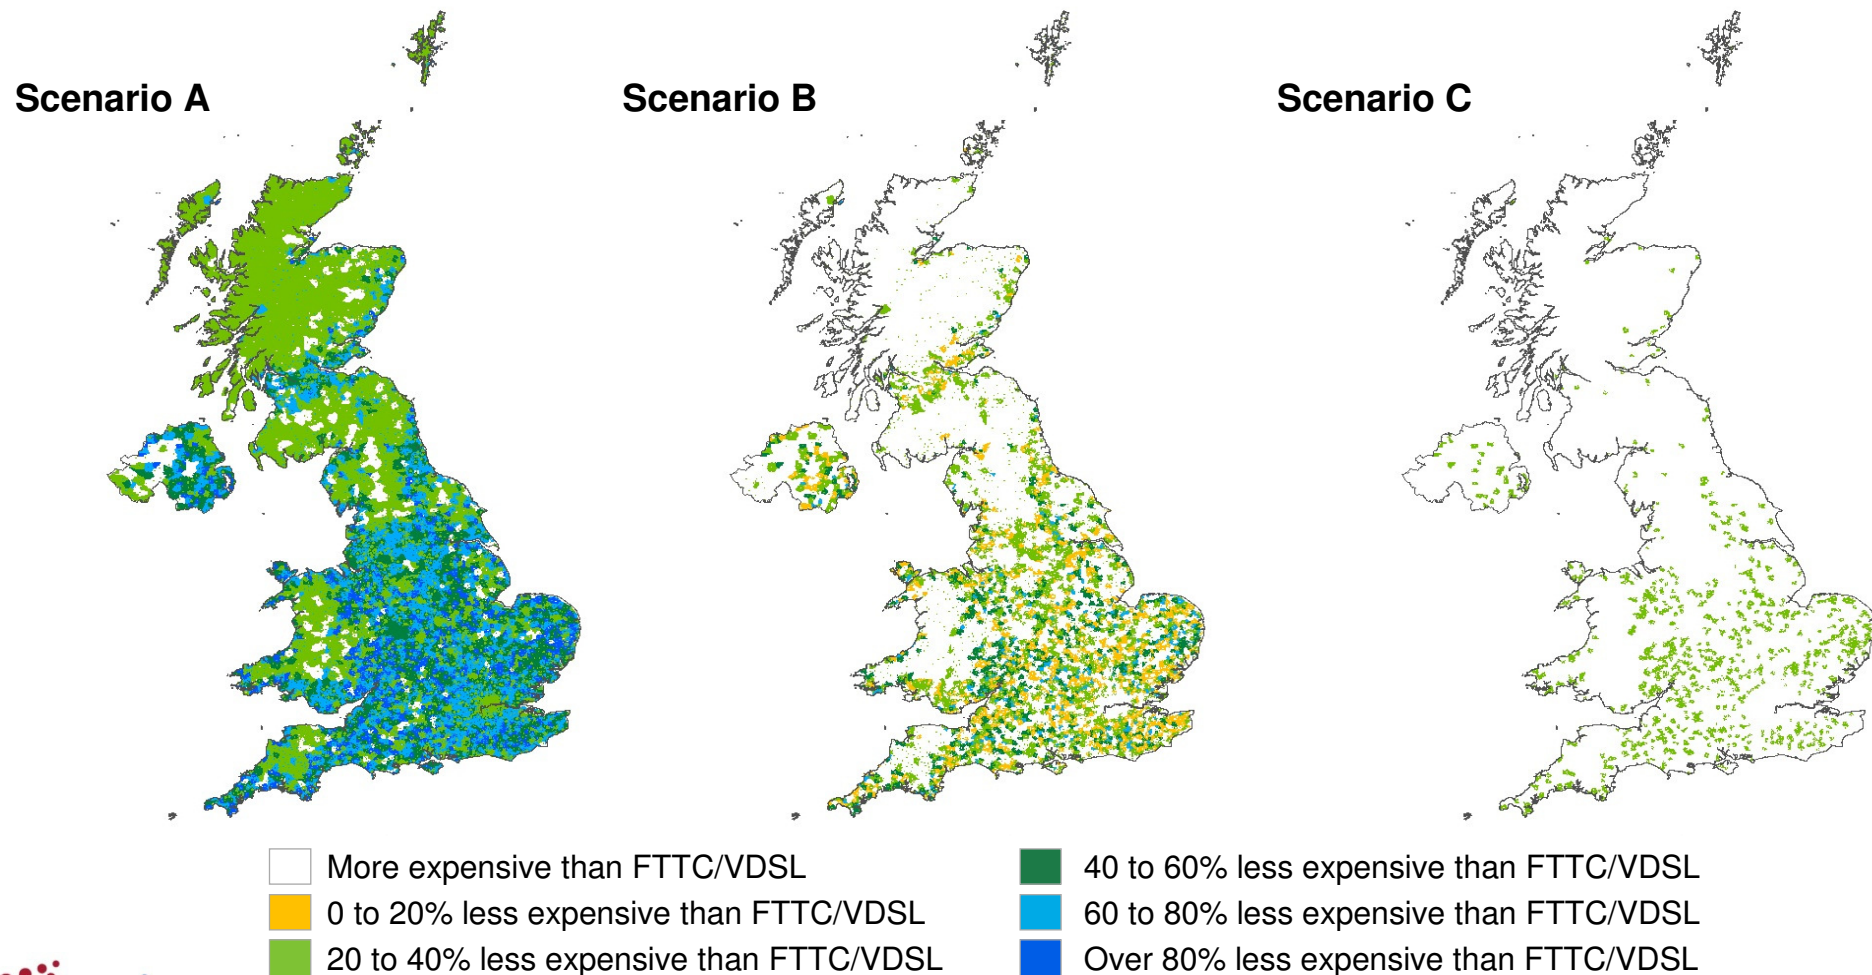 Scenario A
Scenario B
Scenario C
More expensive than FTTC/VDSL
0 to 20% less expensive than FTTC/VDSL
20 to 40% less expensive than FTTC/VDSL
40 to 60% less expensive than FTTC/VDSL
60 to 80% less expensive than FTTC/VDSL
Over 80% less expensive than FTTC/VDSL